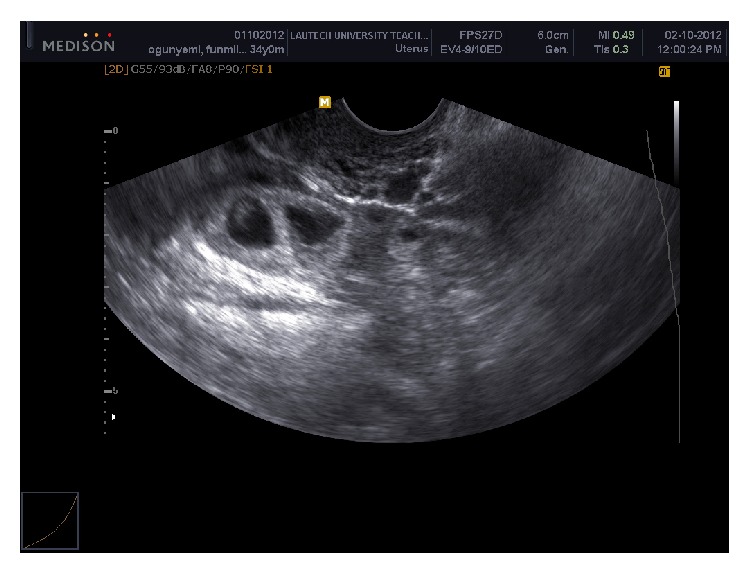 MEDISON
01102012 LAUTECH UNIVERSITY TEACH... FPS27D 6.0cm MI 0.49 02-10-2012
ogunyemi, funmil... 34y0m Uterus EV4-9/10ED Gen. TIs 0.3 12:00:24 PM
[2D] G55/93dB/FA8/P90/FSI 1
M
0
5